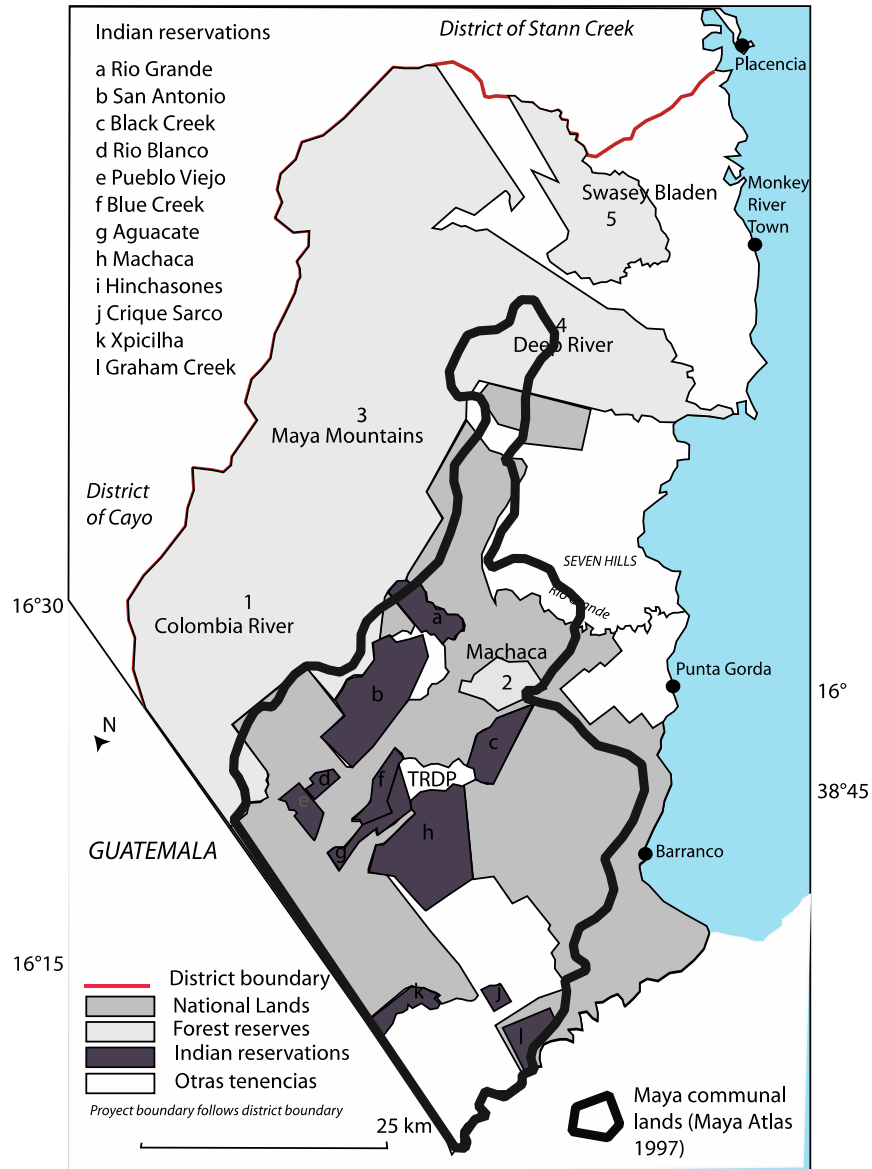 Indian reservations
a Rio Grande
b San Antonio
c Black Creek
d Rio Blanco
e Pueblo Viejo
f Blue Creek
g Aguacate
h Machaca
i Hinchasones
j Crique Sarco
k Xpicilha
l Graham Creek
District of Stann Creek
Placencia
Swasey Bladen
5
Monkey
River
Town
4
Deep River
3
Maya Mountains
District
of Cayo
SEVEN HILLS
Rio Grande
16°30
1
Colombia River
a
Machaca
2
Punta Gorda
16°
b
N
c
d
e
f
TRDP
38°45
g
h
GUATEMALA
Barranco
16°15
k
j
l
District boundary
National Lands
Forest reserves
Indian reservations
Otras tenencias
Proyect boundary follows district boundary
25 km
Maya communal
lands (Maya Atlas
1997)